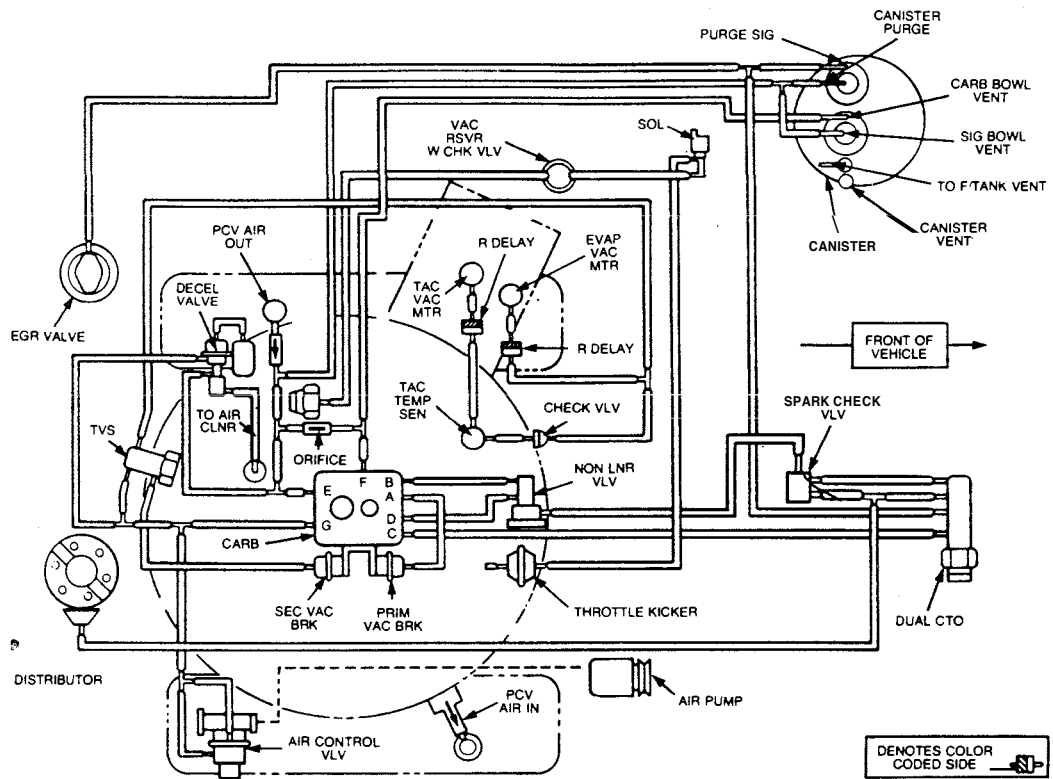 CANISTER
PURGE
PURGE SIG
CARB BOWL
VENT
SIG BOWL
VENT
TO F/TANK VENT
CANISTER
VENT
CANISTER
SOL
VAC
RSVR
W CHK VLV
PCV AIR
OUT
DECEL
VALVE
EGR VALVE
R DELAY
EVAP
VAC
MTR
TAC
VAC
MTR
R DELAY
FRONT OF
VEHICLE
TAC
TEMP
SEN
CHECK VLV
SPARK CHECK
VLV
TVS
TO AIR
CLNR
ORIFICE
NON LNR
VLV
E
F
B
A
G
D
C
CARB
SEC VAC
BRK
PRIM
VAC BRK
THROTTLE KICKER
DUAL CTO
DISTRIBUTOR
AIR PUMP
PCV
AIR IN
AIR CONTROL
VLV
DENOTES COLOR
CODED SIDE